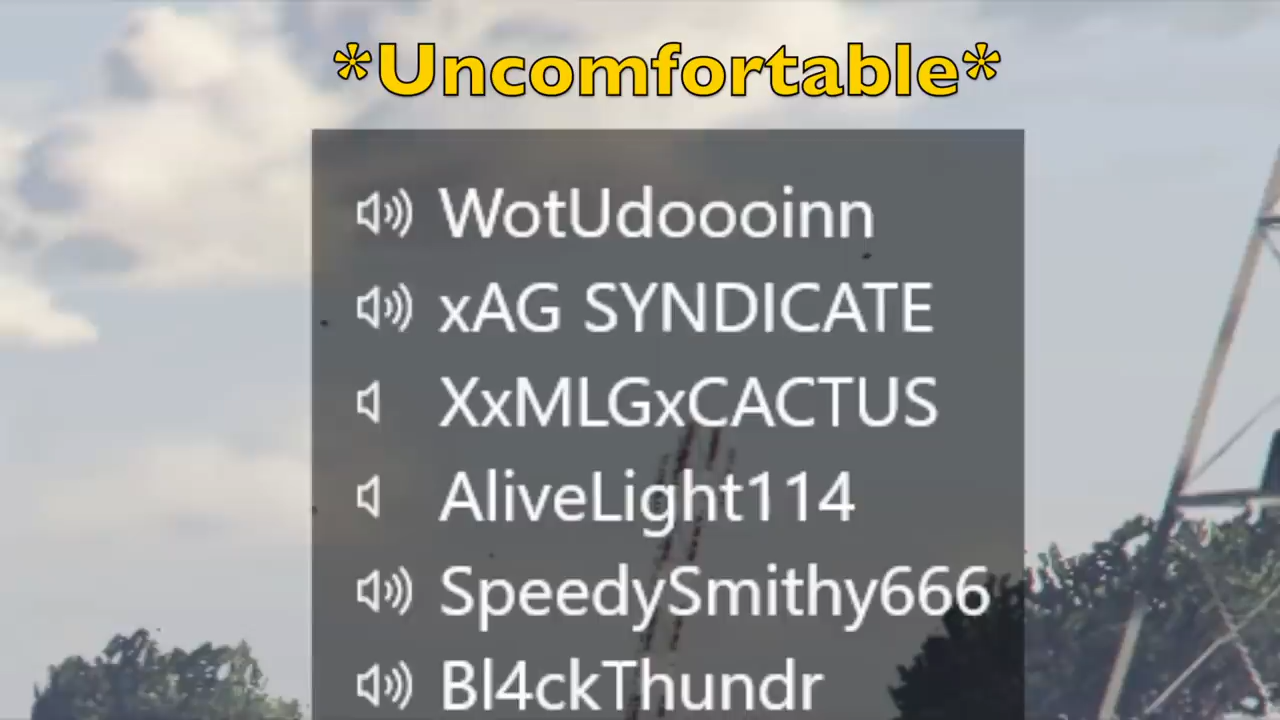 *Uncomfortable*
WotUdoooinn
xAG SYNDICATE
XxMLGxCACTUS
AliveLight114
SpeedySmithy666
Bl4ckThundr